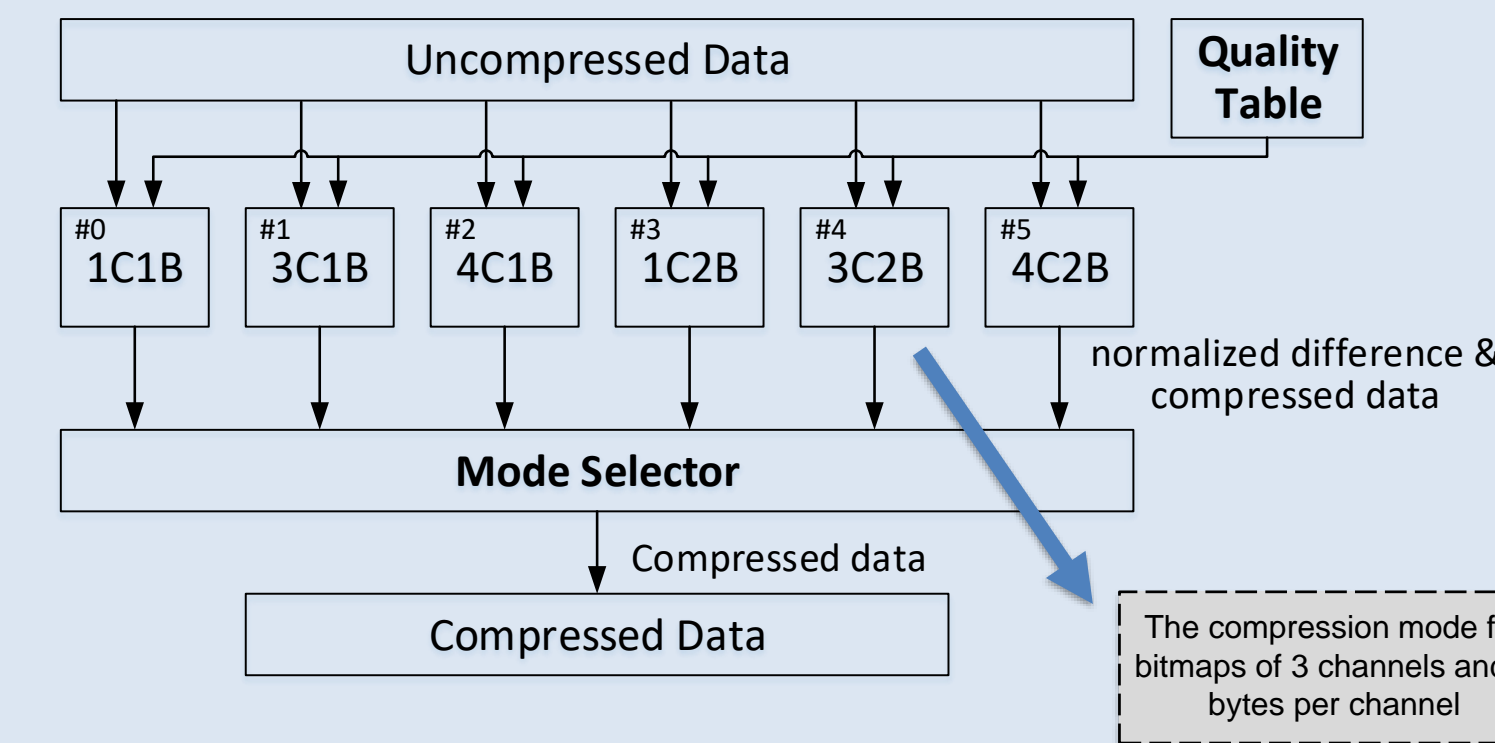 Uncompressed Data
Quality
Table
#0
1C1B
#1
3C1B
#2
4C1B
#3
1C2B
#4
3C2B
#5
4C2B
normalized difference &
compressed data
Mode Selector
Compressed data
Compressed Data
The compression mode
bitmaps of 3 channels
bytes per channel